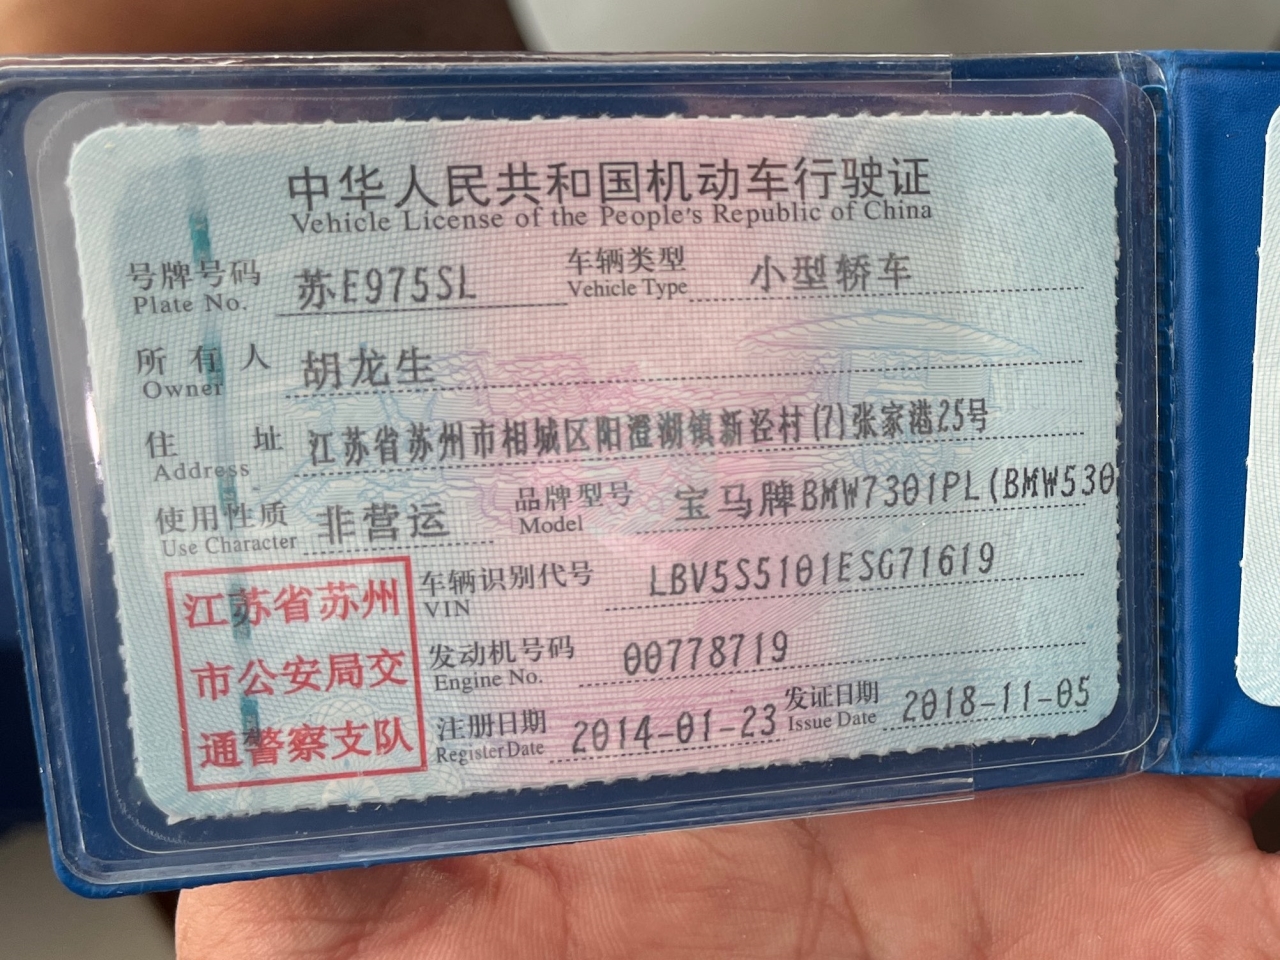 中华人民共和国机动车行驶证
Vehicle License of the People's Republic of China
号牌号码 苏E975SL 车辆类型 小型轿车
Plate No. Vehicle Type
所有人 胡龙生
Owner
住址 江苏省苏州市相城区阳澄湖镇新泾村(7)张家港25号
Address
使用性质 非营运 品牌型号 宝马牌BMW7301PL(BMW530
Use Character Model
江苏省苏州
市公安局交
通警察支队
车辆识别代号 LBV5S5101ESG71619
VIN
发动机号码 00778719
Engine No.
注册日期 2014-01-23 发证日期 2018-11-05
Register Date Issue Date